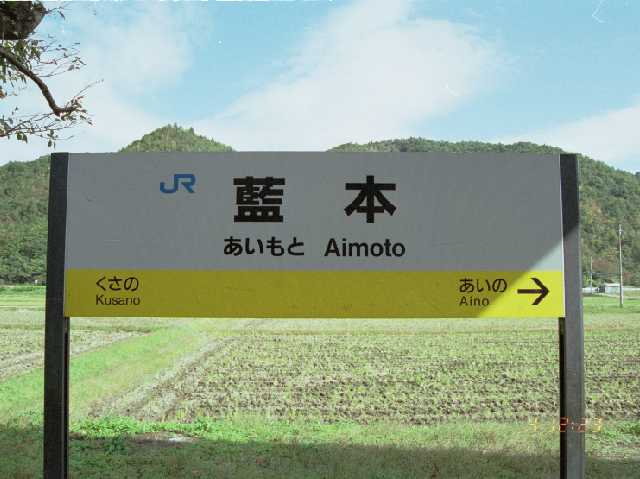 JR 藍本
あいもと Aimoto
くさの あいの →
Kusano Aino